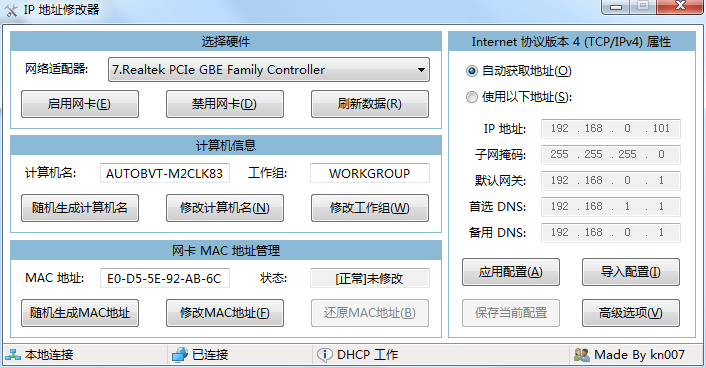 IP 地址修改器
选择硬件
网络适配器: 7.Realtek PCIe GBE Family Controller
启用网卡(E) 禁用网卡(D) 刷新数据(R)
计算机信息
计算机名: AUTOBVT-M2CLK83 工作组: WORKGROUP
随机生成计算机名 修改计算机名(N) 修改工作组(W)
网卡 MAC 地址管理
MAC 地址: E0-D5-5E-92-AB-6C 状态: [正常]未修改
随机生成MAC地址 修改MAC地址(F) 还原MAC地址(B)
Internet 协议版本 4 (TCP/IPv4) 属性
自动获取地址(O)
使用以下地址(S):
IP 地址: 192 . 168 . 0 . 101
子网掩码: 255 . 255 . 255 . 0
默认网关: 192 . 168 . 0 . 1
首选 DNS: 192 . 168 . 1 . 1
备用 DNS: 192 . 168 . 0 . 1
应用配置(A) 导入配置(I)
保存当前配置 高级选项(V)
本地连接 已连接 DHCP 工作 Made By kn007